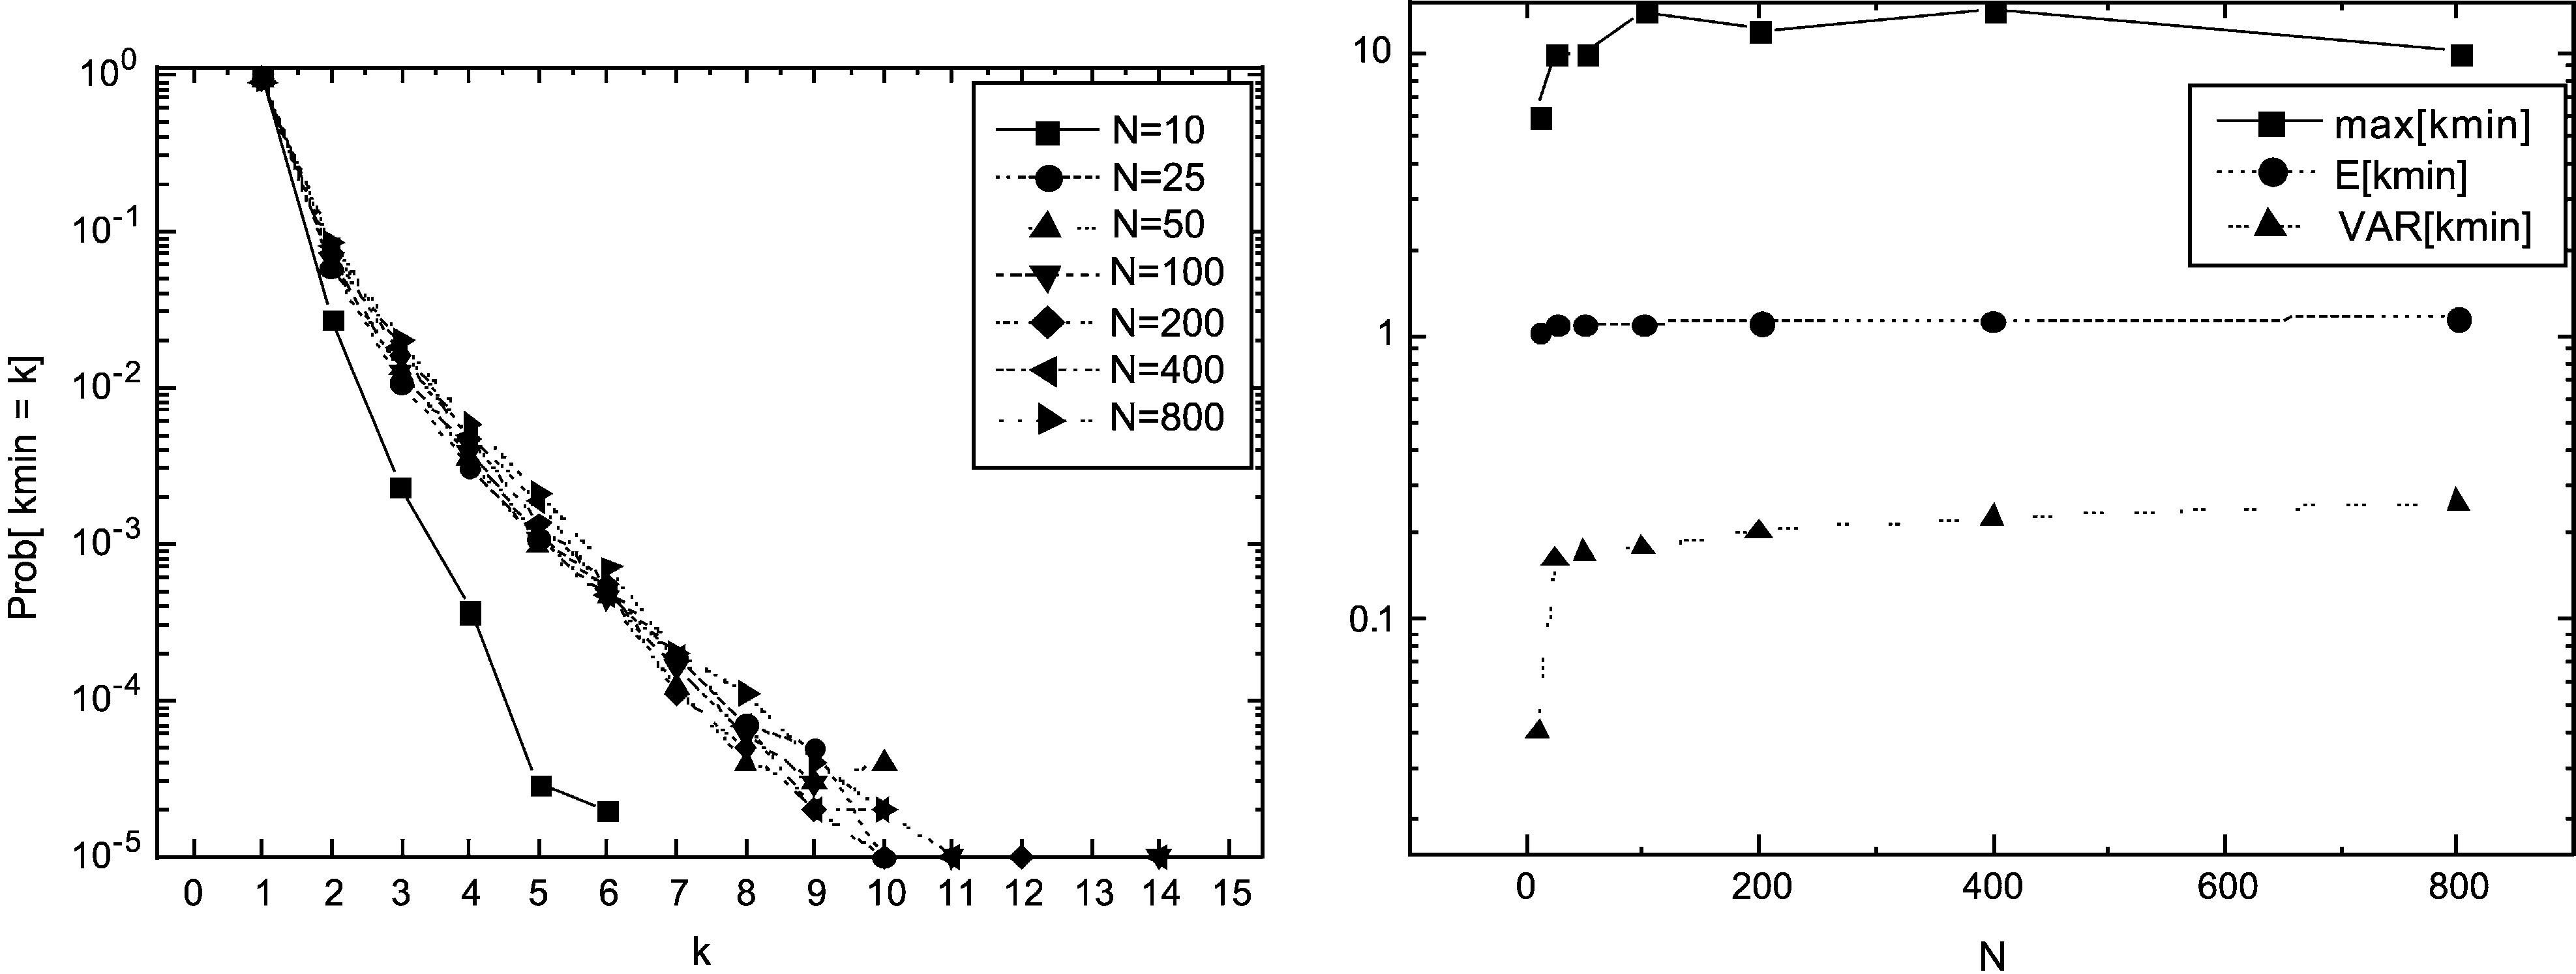 Prob[ kmin = k]
10^0
10^-1
10^-2
10^-3
10^-4
10^-5
0 1 2 3 4 5 6 7 8 9 10 11 12 13 14 15
k
N=10
N=25
N=50
N=100
N=200
N=400
N=800
10
1
0.1
0 200 400 600 800
N
max[kmin]
E[kmin]
VAR[kmin]